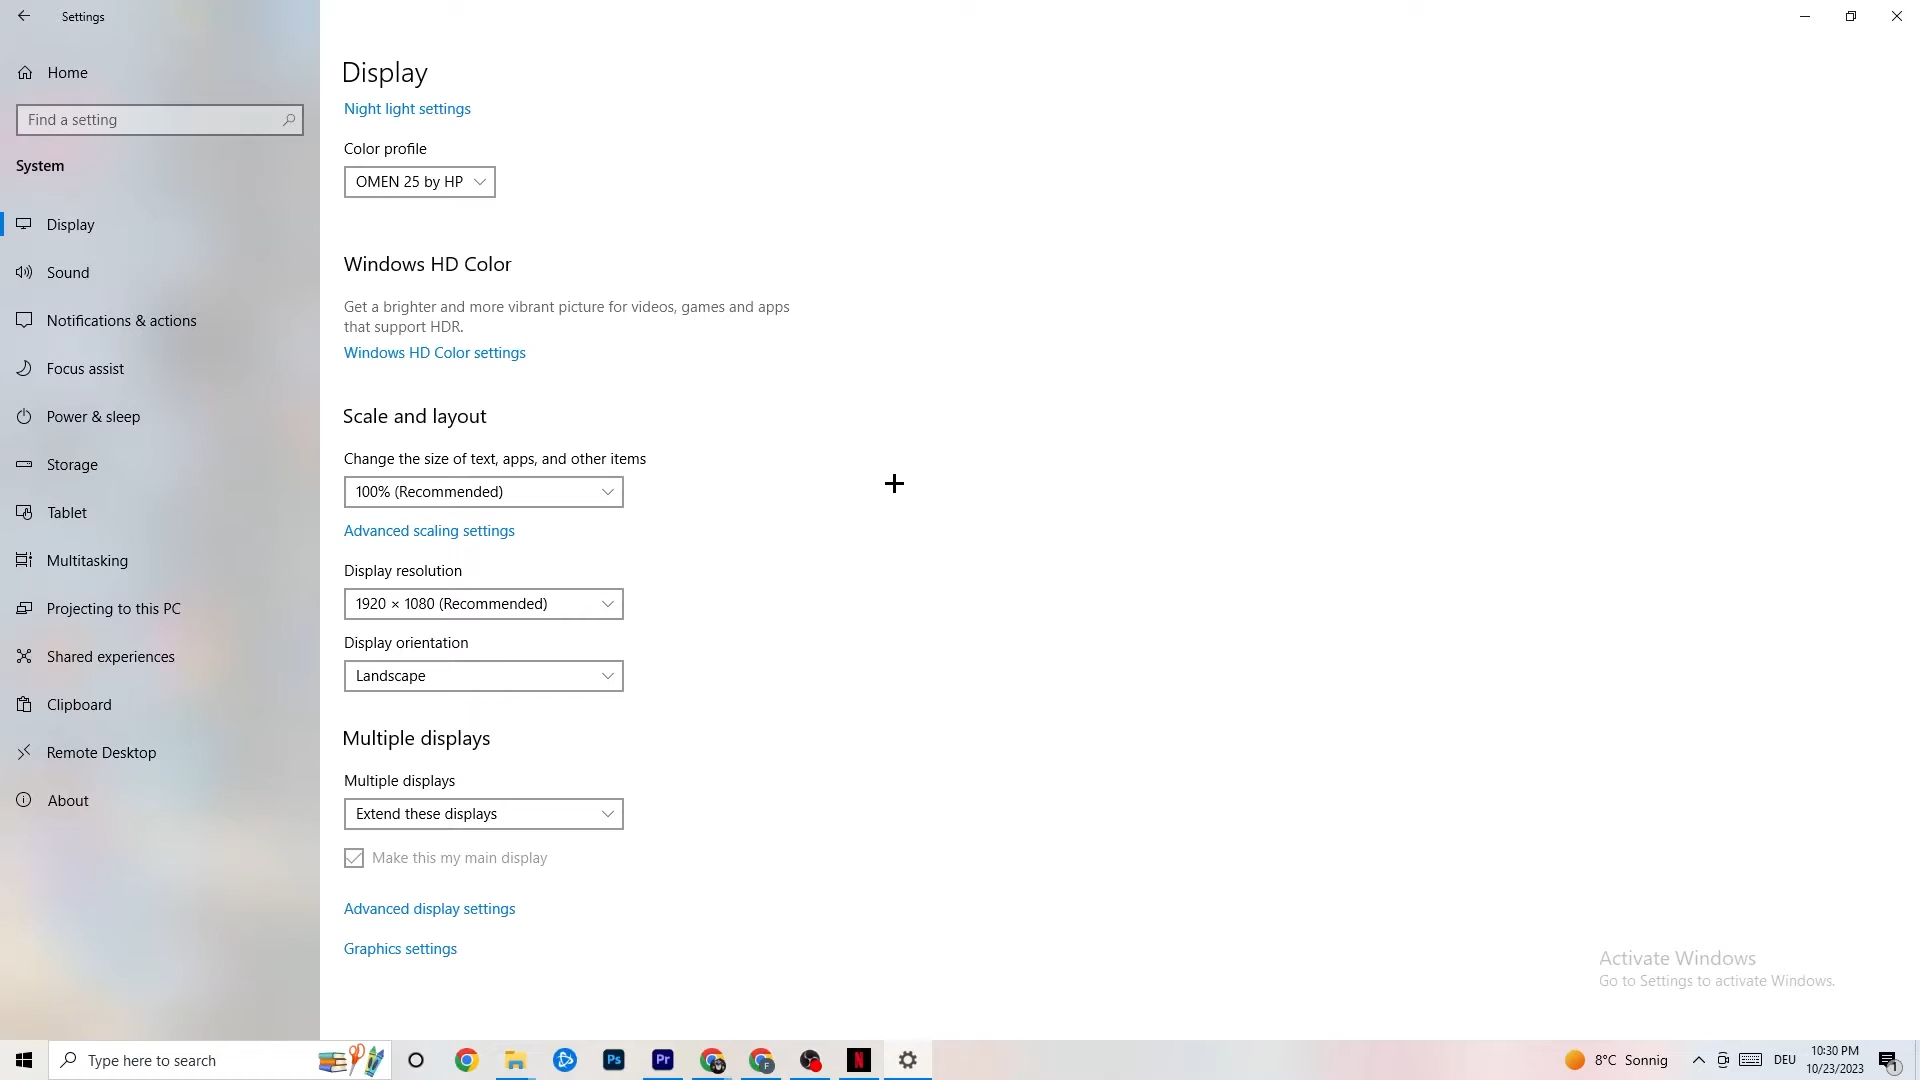 Settings
Home
Find a setting
System
Display
Sound
Notifications & actions
Focus assist
Power & sleep
Storage
Tablet
Multitasking
Projecting to this PC
Shared experiences
Clipboard
Remote Desktop
About
Display
Night light settings
Color profile
OMEN 25 by HP
Windows HD Color
Get a brighter and more vibrant picture for videos, games and apps
that support HDR.
Windows HD Color settings
Scale and layout
Change the size of text, apps, and other items
100% (Recommended)
Advanced scaling settings
Display resolution
1920 × 1080 (Recommended)
Display orientation
Landscape
Multiple displays
Multiple displays
Extend these displays
Make this my main display
Advanced display settings
Graphics settings
Activate Windows
Go to Settings to activate Windows.
Type here to search
Ps
Pr
F
N
8°C Sonnig
DEU
10:30 PM
10/23/2023
1